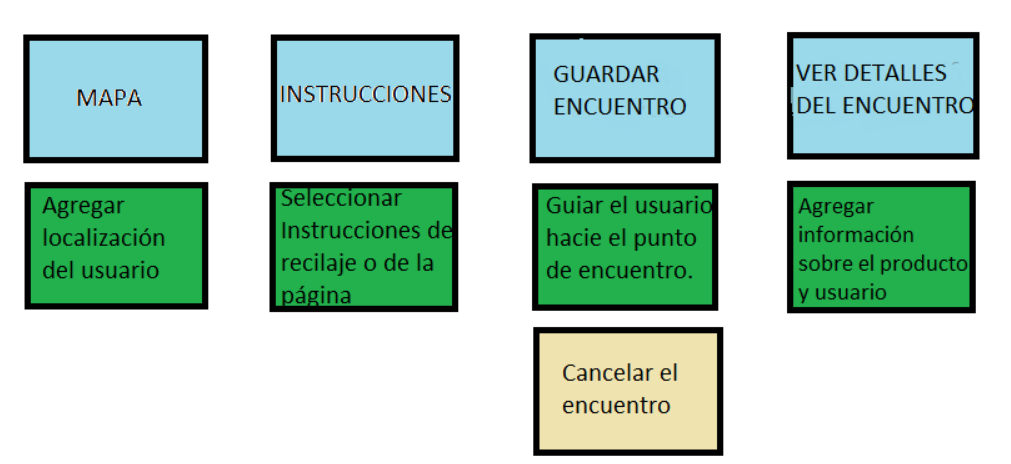 MAPA
INSTRUCCIONES
GUARDAR
ENCUENTRO
VER DETALLES
DEL ENCUENTRO
Agregar
localización
del usuario
Seleccionar
Instrucciones de
recilaje o de la
página
Guiar el usuario
hacie el punto
de encuentro.
Agregar
información
sobre el producto
y usuario
Cancelar el
encuentro